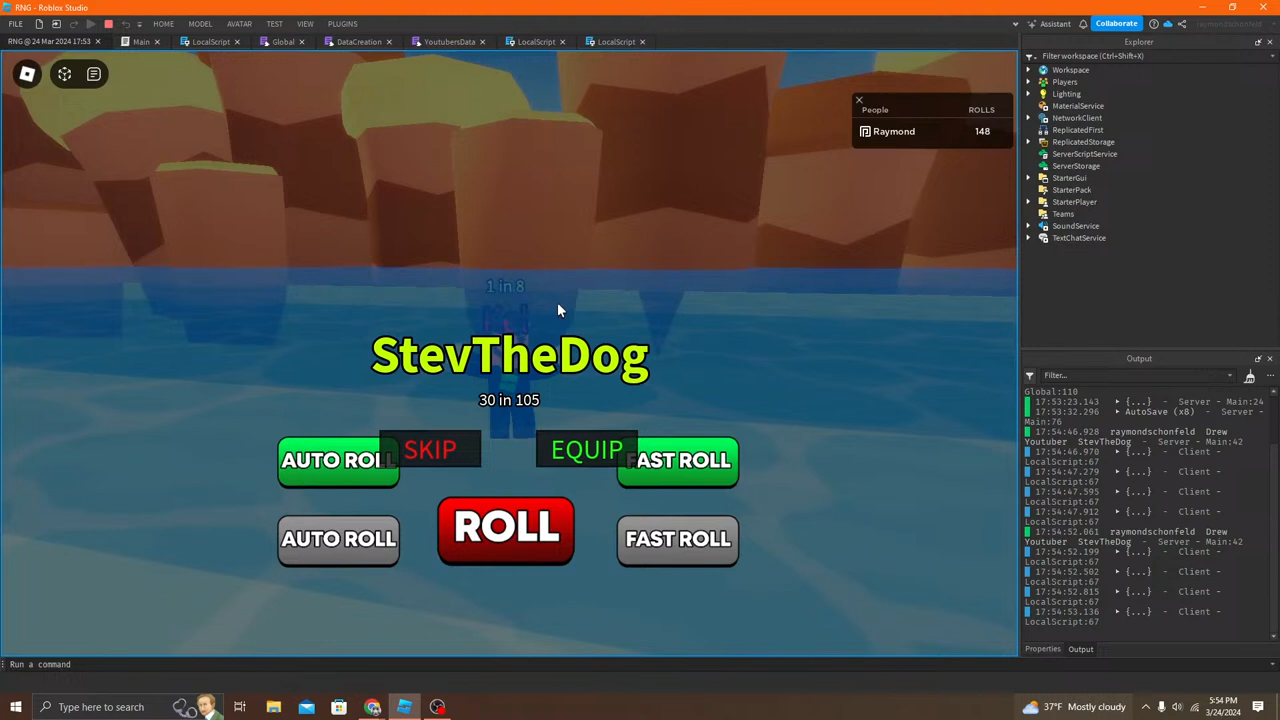 RNG - Roblox Studio
FILE HOME MODEL AVATAR TEST VIEW PLUGINS Assistant Collaborate raymondschonfeld
RNG @ 24 Mar 2024 17:53 Main LocalScript Global DataCreation YoutubersData LocalScript LocalScript
Explorer
Filter workspace (Ctrl+Shift+X)
Workspace
Players
Lighting
MaterialService
NetworkClient
ReplicatedFirst
ReplicatedStorage
ServerScriptService
ServerStorage
StarterGui
StarterPack
StarterPlayer
Teams
SoundService
TextChatService
People ROLLS
Raymond 148
1 in 8
StevTheDog
30 in 105
SKIP EQUIP
AUTO ROLL FAST ROLL
ROLL
AUTO ROLL FAST ROLL
Output
Filter...
Global:110
17:53:23.143 {...} - Server - Main:24
17:53:32.296 AutoSave (x8) - Server -
Main:76
17:54:46.928 raymondschonfeld Drew
Youtuber StevTheDog - Server - Main:42
17:54:46.970 {...} - Client -
LocalScript:67
17:54:47.279 {...} - Client -
LocalScript:67
17:54:47.595 {...} - Client -
LocalScript:67
17:54:47.912 {...} - Client -
LocalScript:67
17:54:52.061 raymondschonfeld Drew
Youtuber StevTheDog - Server - Main:42
17:54:52.199 {...} - Client -
LocalScript:67
17:54:52.502 {...} - Client -
LocalScript:67
17:54:52.815 {...} - Client -
LocalScript:67
17:54:53.136 {...} - Client -
LocalScript:67
Properties Output
Run a command
Type here to search
37°F Mostly cloudy
5:54 PM
3/24/2024